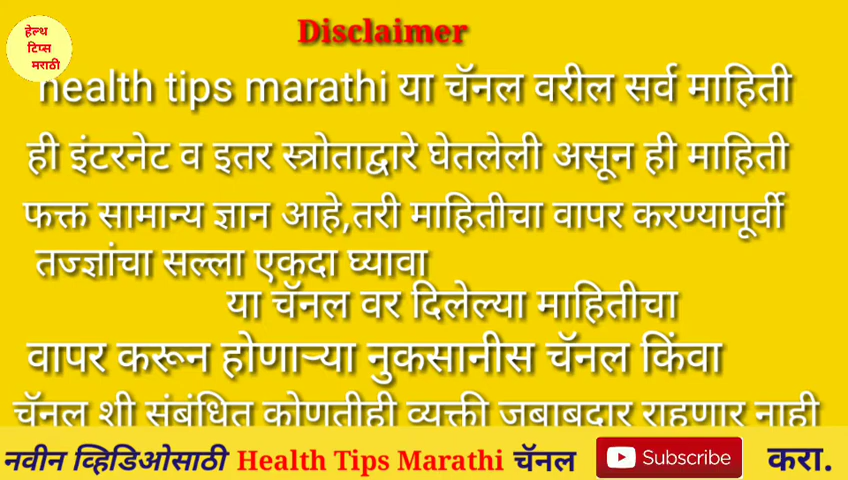 हेल्थ
टिप्स
मराठी
Disclaimer
health tips marathi या चॅनल वरील सर्व माहिती
ही इंटरनेट व इतर स्त्रोताद्वारे घेतलेली असून ही माहिती
फक्त सामान्य ज्ञान आहे,तरी माहितीचा वापर करण्यापूर्वी
तज्ज्ञांचा सल्ला एकदा घ्यावा
या चॅनल वर दिलेल्या माहितीचा
वापर करून होणाऱ्या नुकसानीस चॅनल किंवा
चॅनल शी संबंधित कोणतीही व्यक्ती जबाबदार राहणार नाही
नवीन व्हिडिओसाठी Health Tips Marathi चॅनल Subscribe करा.